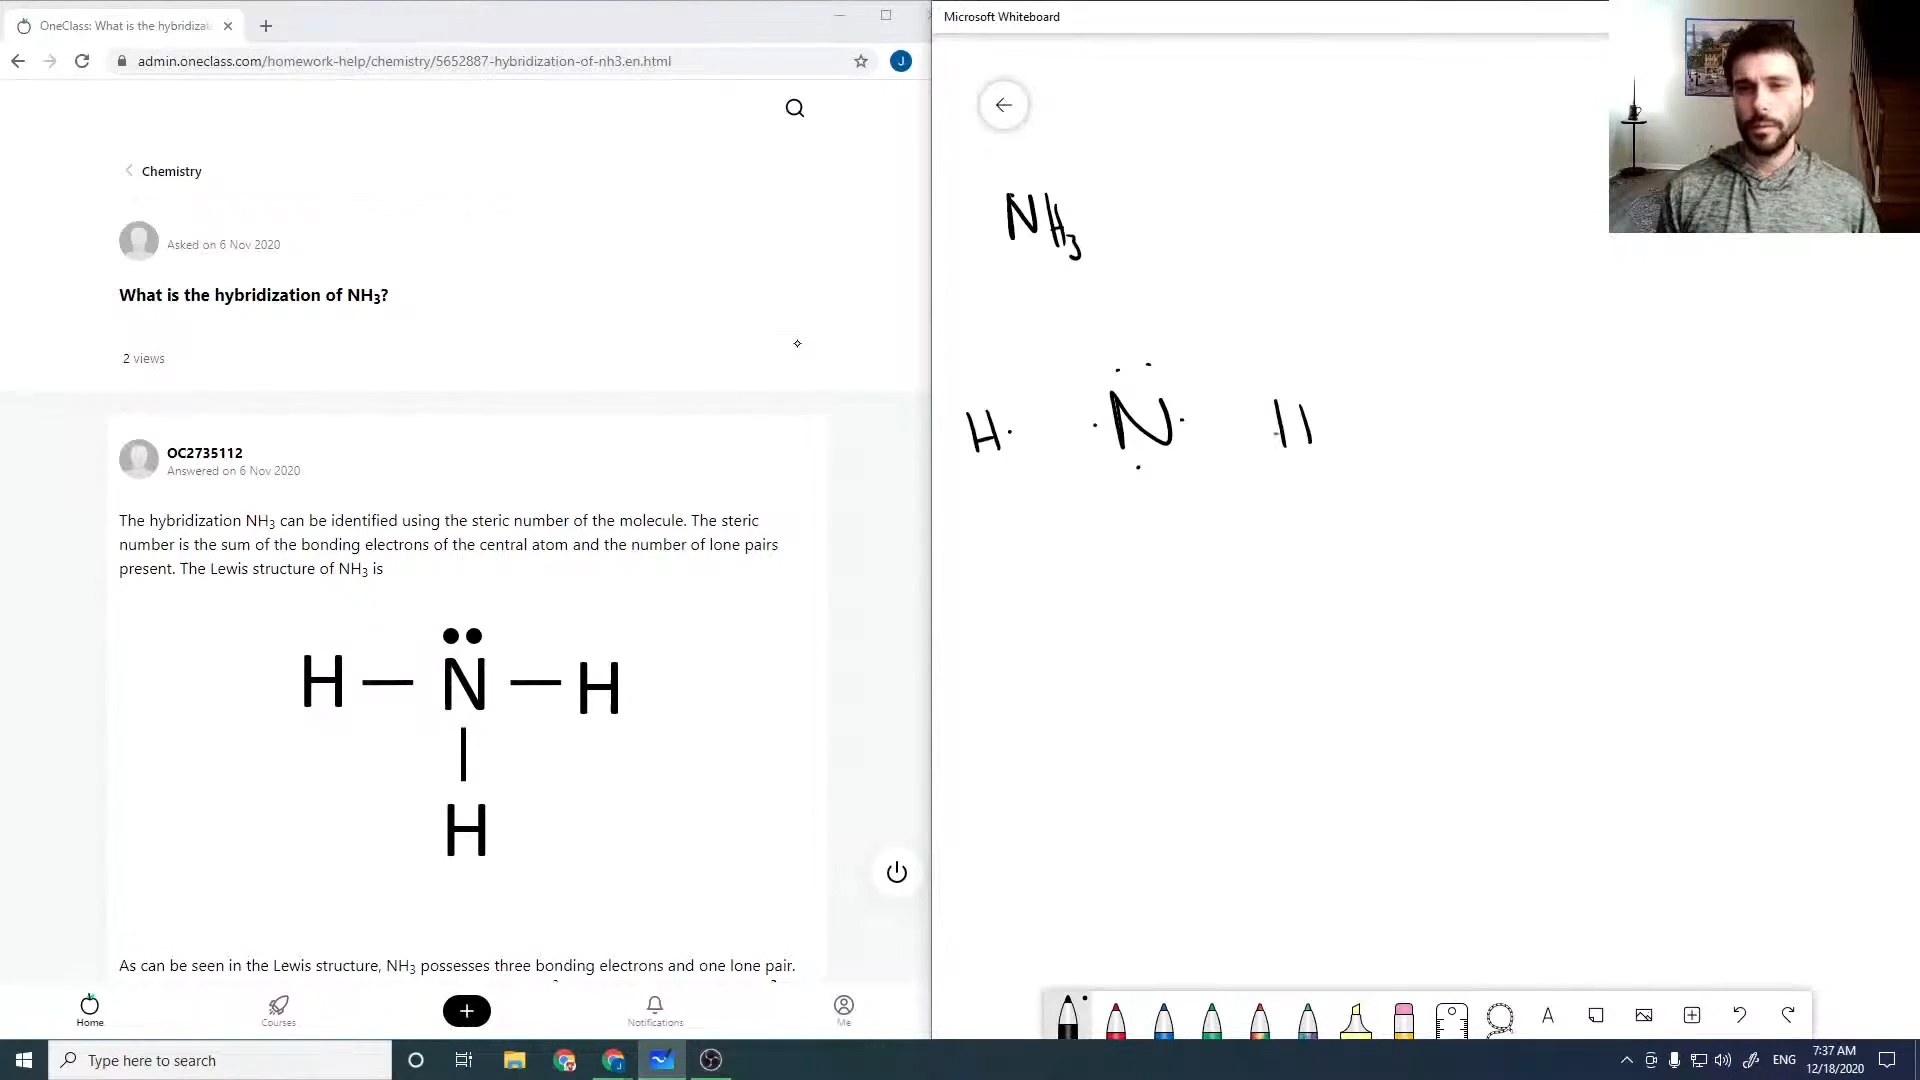 OneClass: What is the hybridizat
admin.oneclass.com/homework-help/chemistry/5652887-hybridization-of-nh3.en.html
J
Chemistry
Asked on 6 Nov 2020
What is the hybridization of NH₃?
2 views
OC2735112
Answered on 6 Nov 2020
The hybridization NH₃ can be identified using the steric number of the molecule. The steric
number is the sum of the bonding electrons of the central atom and the number of lone pairs
present. The Lewis structure of NH₃ is
H — N — H
H
As can be seen in the Lewis structure, NH₃ possesses three bonding electrons and one lone pair.
Home
Courses
Notifications
Me
Microsoft Whiteboard
NH₃
H N
A
Type here to search
ENG
7:37 AM
12/18/2020